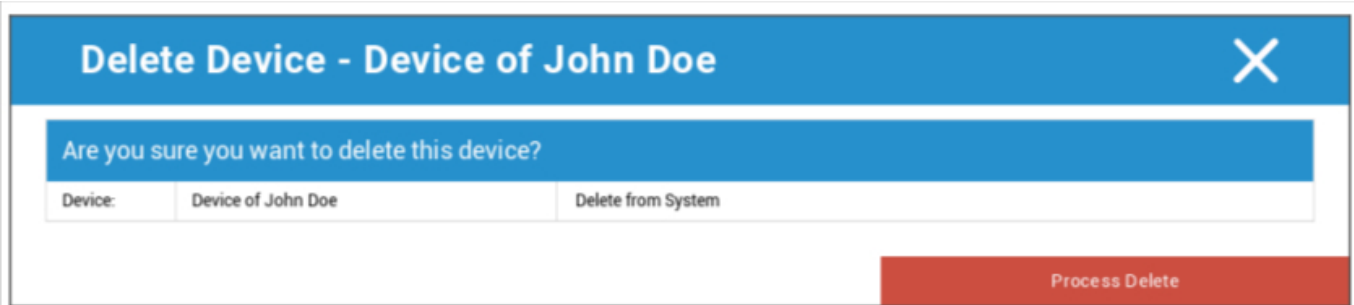 Delete Device - Device of John Doe
Are you sure you want to delete this device?
Device: Device of John Doe Delete from System
Process Delete